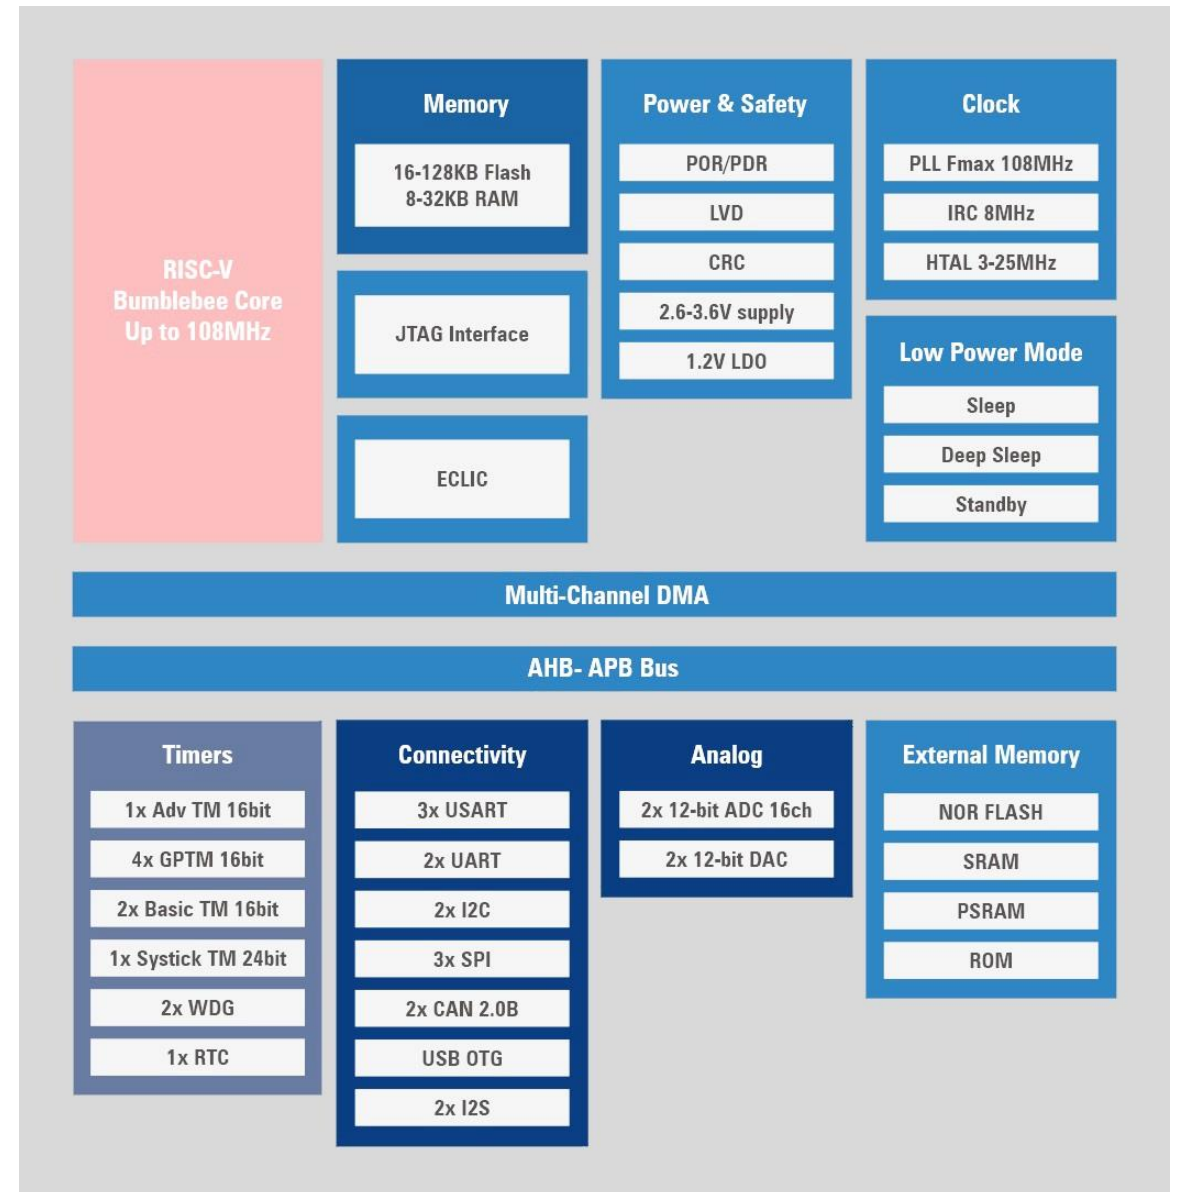 RISC-V
Bumblebee Core
Up to 108MHz
Memory
16-128KB Flash
8-32KB RAM
JTAG Interface
ECLIC
Power & Safety
POR/PDR
LVD
CRC
2.6-3.6V supply
1.2V LDO
Clock
PLL Fmax 108MHz
IRC 8MHz
HTAL 3-25MHz
Low Power Mode
Sleep
Deep Sleep
Standby
Multi-Channel DMA
AHB- APB Bus
Timers
1x Adv TM 16bit
4x GPTM 16bit
2x Basic TM 16bit
1x Systick TM 24bit
2x WDG
1x RTC
Connectivity
3x USART
2x UART
2x I2C
3x SPI
2x CAN 2.0B
USB OTG
2x I2S
Analog
2x 12-bit ADC 16ch
2x 12-bit DAC
External Memory
NOR FLASH
SRAM
PSRAM
ROM